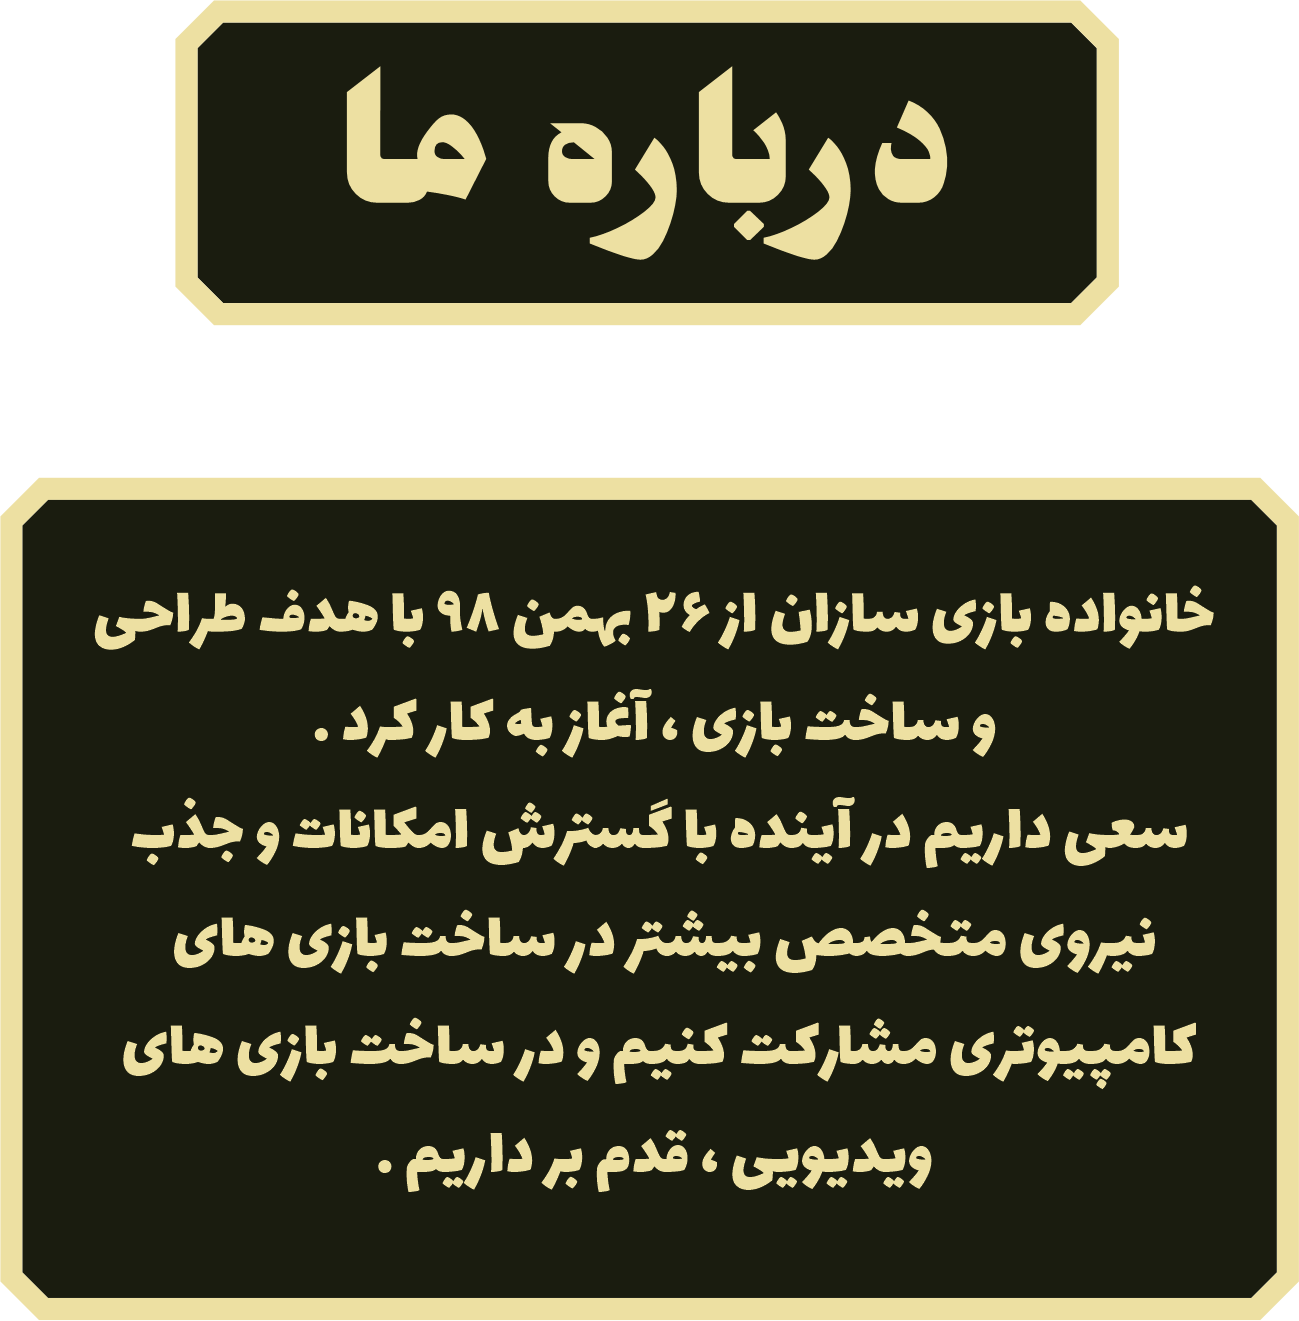 درباره ما
خانواده بازی سازان از ۲۶ بهمن ۹۸ با هدف طراحی
و ساخت بازی ، آغاز به کار کرد .
سعی داریم در آینده با گسترش امکانات و جذب
نیروی متخصص بیشتر در ساخت بازی های
کامپیوتری مشارکت کنیم و در ساخت بازی های
ویدیویی ، قدم بر داریم .